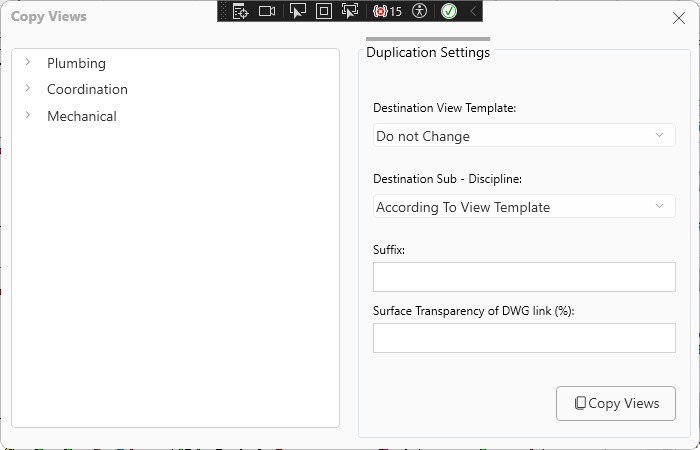 Copy Views
15
Plumbing
Coordination
Mechanical
Duplication Settings
Destination View Template:
Do not Change
Destination Sub - Discipline:
According To View Template
Suffix:
Surface Transparency of DWG link (%):
Copy Views